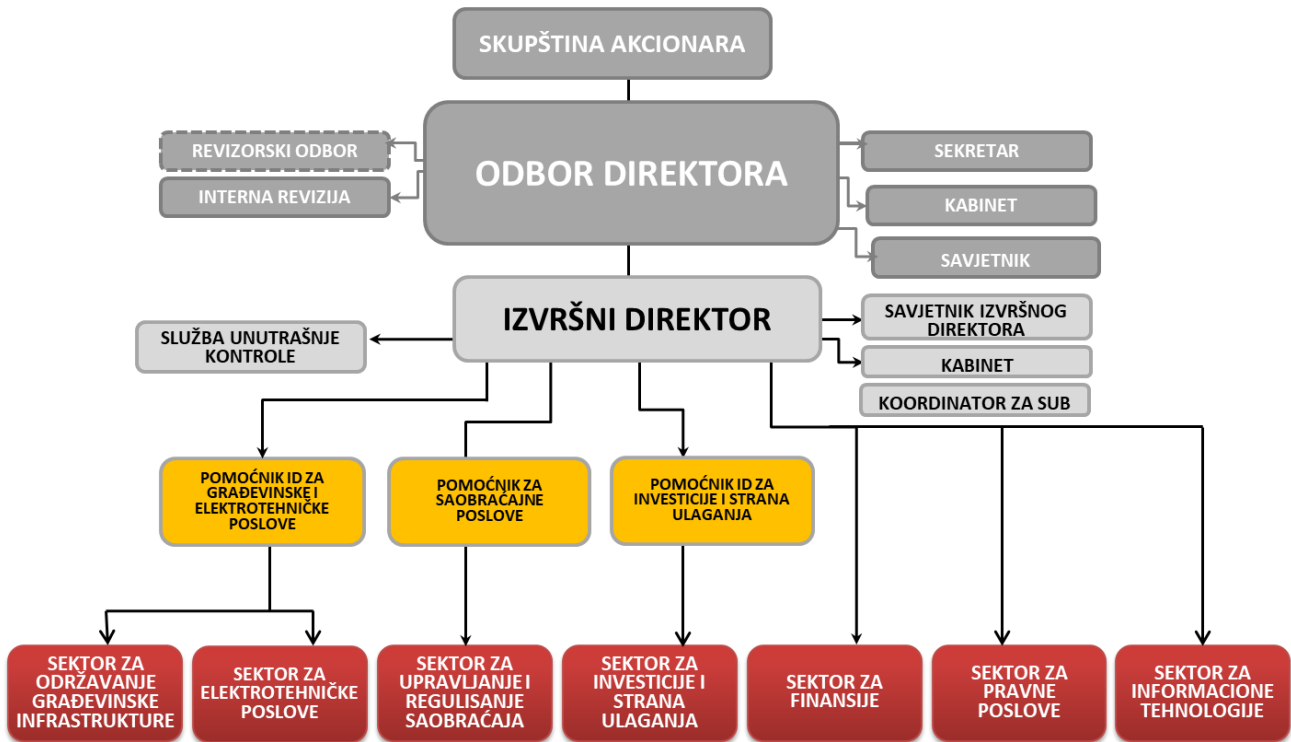 SKUPŠTINA AKCIONARA
REVIZORSKI ODBOR
INTERNA REVIZIJA
ODBOR DIREKTORA
SEKRETAR
KABINET
SAVJETNIK
IZVRŠNI DIREKTOR
SLUŽBA UNUTRAŠNJE
KONTROLE
SAVJETNIK IZVRŠNOG
DIREKTORA
KABINET
KOORDINATOR ZA SUB
POMOĆNIK ID ZA
GRAĐEVINSKE I
ELEKTROTEHNIČKE
POSLOVE
POMOĆNIK ZA
SAOBRAĆAJNE
POSLOVE
POMOĆNIK ID ZA
INVESTICIJE I STRANA
ULAGANJA
SEKTOR ZA
ODRŽAVANJE
GRAĐEVINSKE
INFRASTRUKTURE
SEKTOR ZA
ELEKTROTEHNIČKE
POSLOVE
SEKTOR ZA
UPRAVLJANJE I
REGULISANJE
SAOBRAĆAJA
SEKTOR ZA
INVESTICIJE I
STRANA
ULAGANJA
SEKTOR ZA
FINANSIJE
SEKTOR ZA
PRAVNE
POSLOVE
SEKTOR ZA
INFORMACIONE
TEHNOLOGIJE